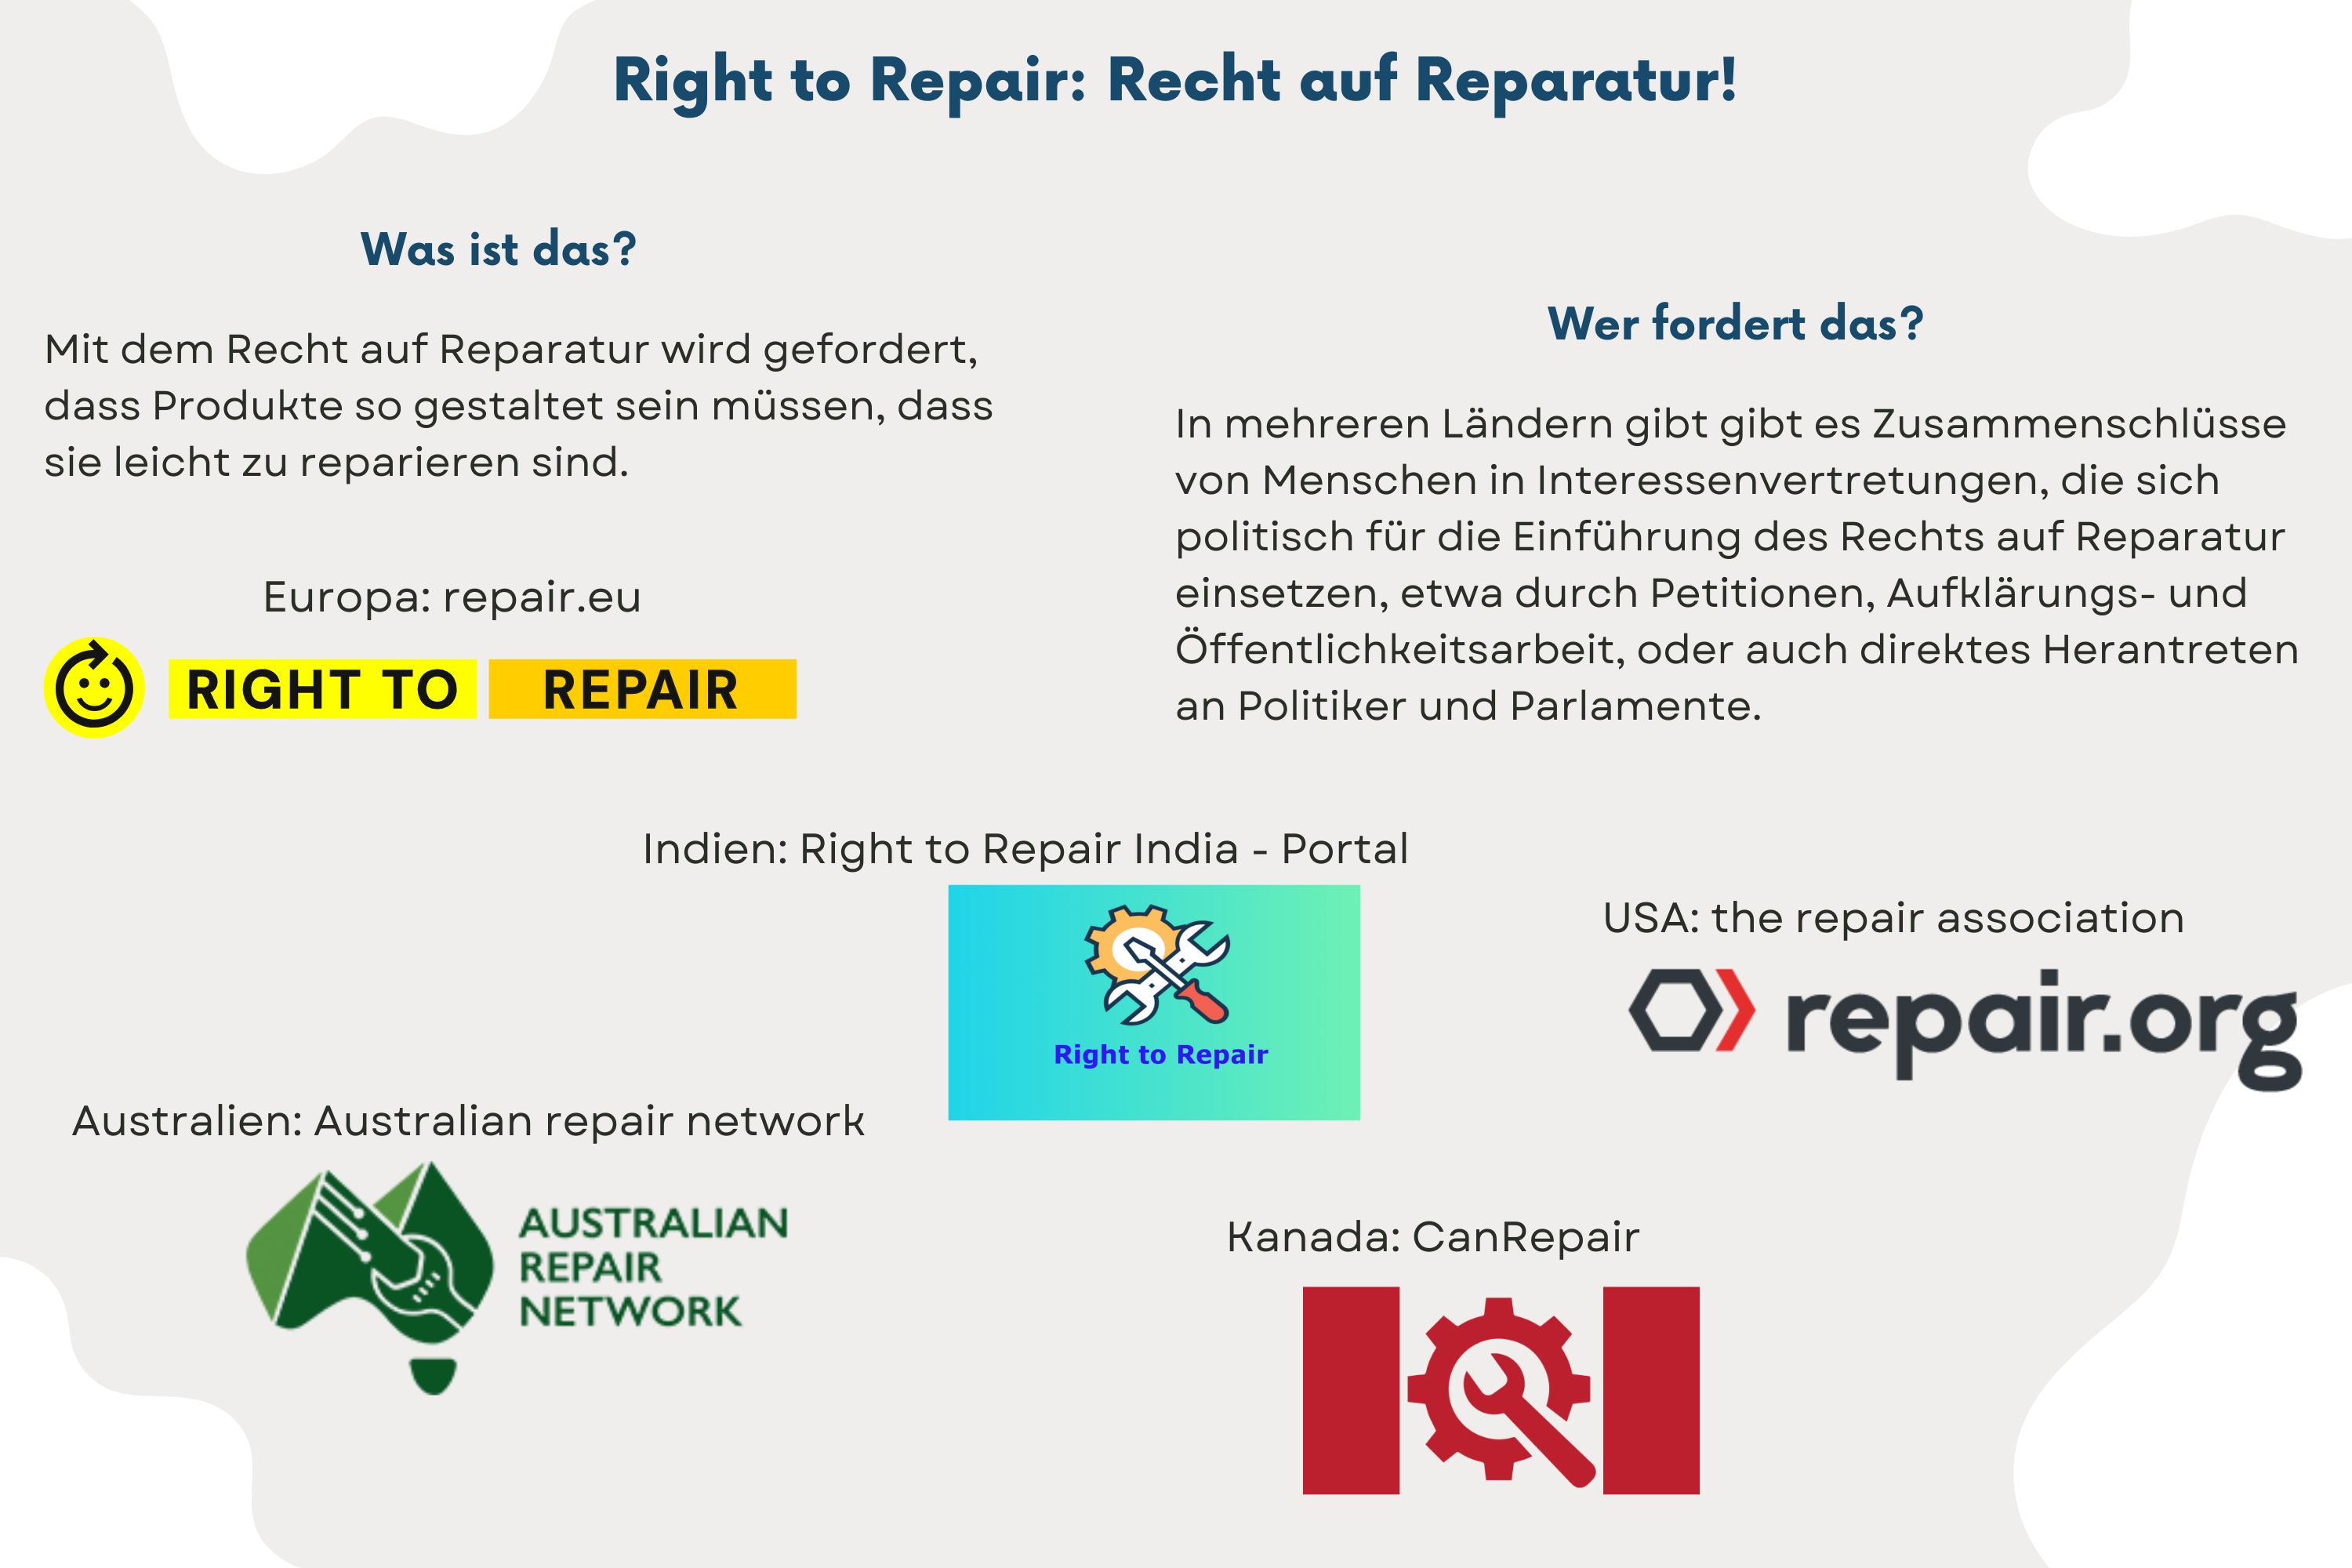 Right to Repair: Recht auf Reparatur!
Was ist das?
Mit dem Recht auf Reparatur wird gefordert,
dass Produkte so gestaltet sein müssen, dass
sie leicht zu reparieren sind.
Wer fordert das?
In mehreren Ländern gibt gibt es Zusammenschlüsse
von Menschen in Interessenvertretungen, die sich
politisch für die Einführung des Rechts auf Reparatur
einsetzen, etwa durch Petitionen, Aufklärungs- und
Öffentlichkeitsarbeit, oder auch direktes Herantreten
an Politiker und Parlamente.
Europa: repair.eu
RIGHT TO REPAIR
Indien: Right to Repair India - Portal
Right to Repair
USA: the repair association
repair.org
Australien: Australian repair network
AUSTRALIAN
REPAIR
NETWORK
Kanada: CanRepair